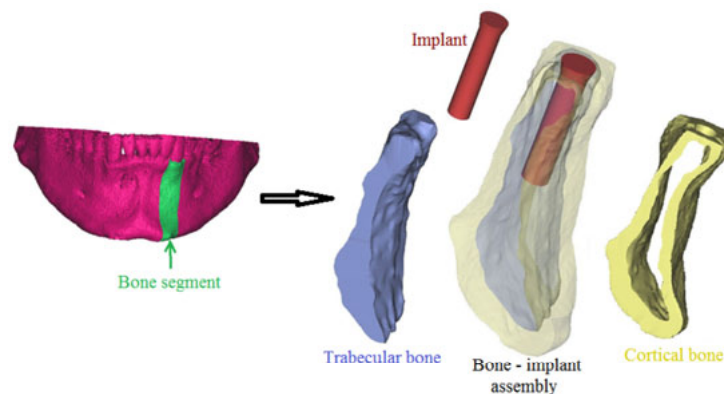 Implant
Bone segment
Trabecular bone
Bone - implant
assembly
Cortical bone